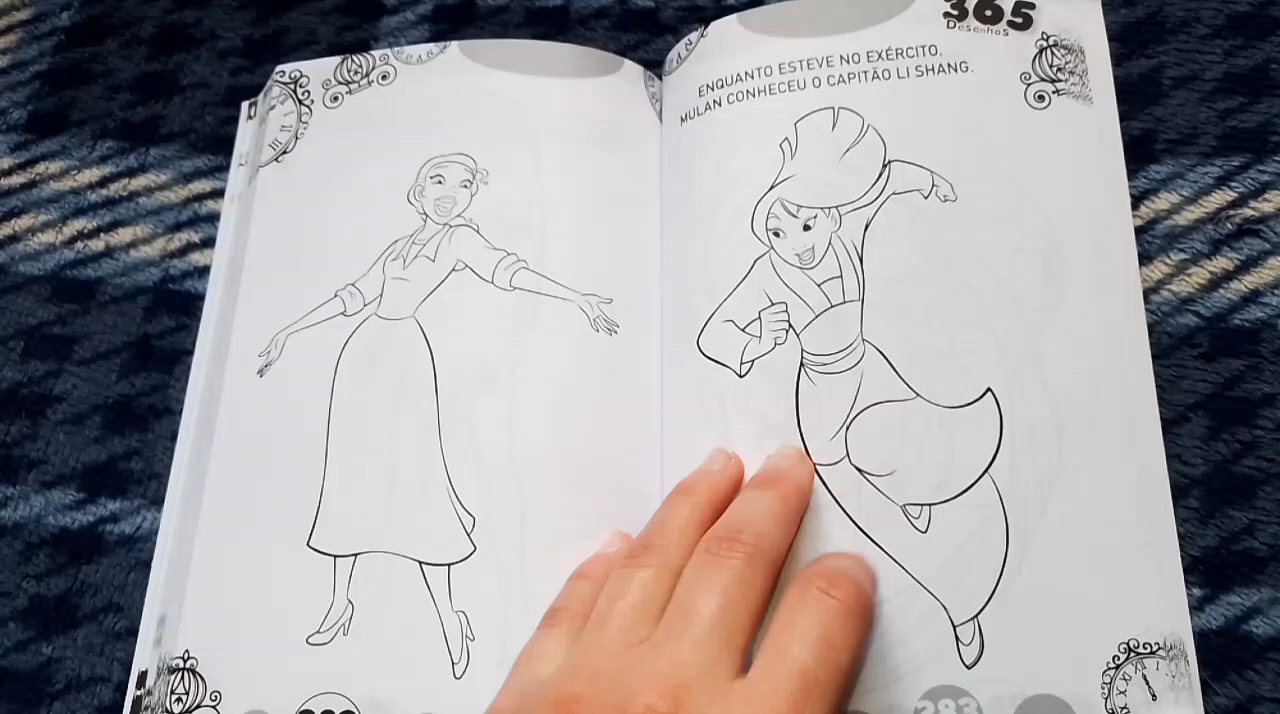 365
Desenhos
ENQUANTO ESTEVE NO EXÉRCITO,
MULAN CONHECEU O CAPITÃO LI SHANG.
283